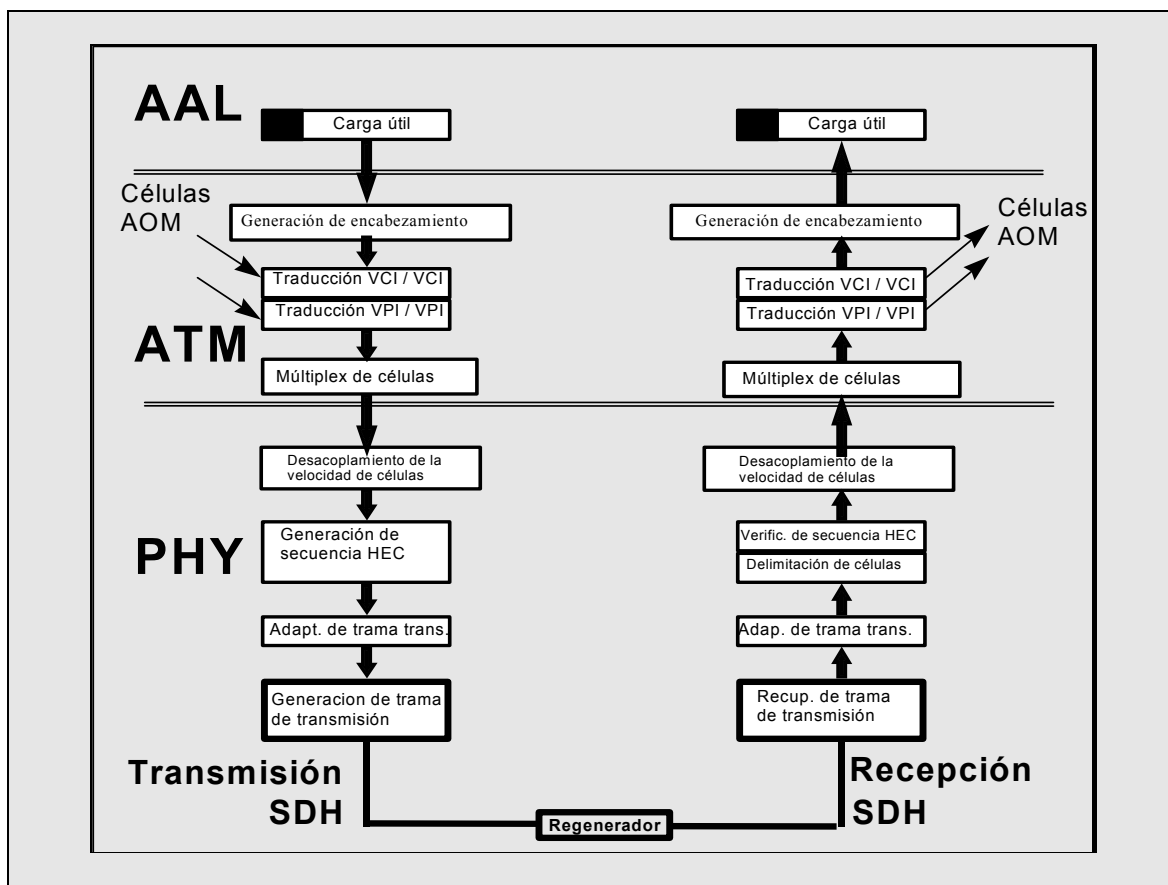 AAL
Carga útil
Carga útil
Células
AOM
Generación de encabezamiento
Generación de encabezamiento
Células
AOM
Traducción VCI / VCI
Traducción VPI / VPI
Traducción VCI / VCI
Traducción VPI / VPI
ATM
Múltiplex de células
Múltiplex de células
Desacoplamiento de la
velocidad de células
Desacoplamiento de la
velocidad de células
PHY
Generación de
secuencia HEC
Verific. de secuencia HEC
Delimitación de células
Adapt. de trama trans.
Adap. de trama trans.
Generacion de trama
de transmisión
Recup. de trama
de transmisión
Transmisión
SDH
Recepción
SDH
Regenerador